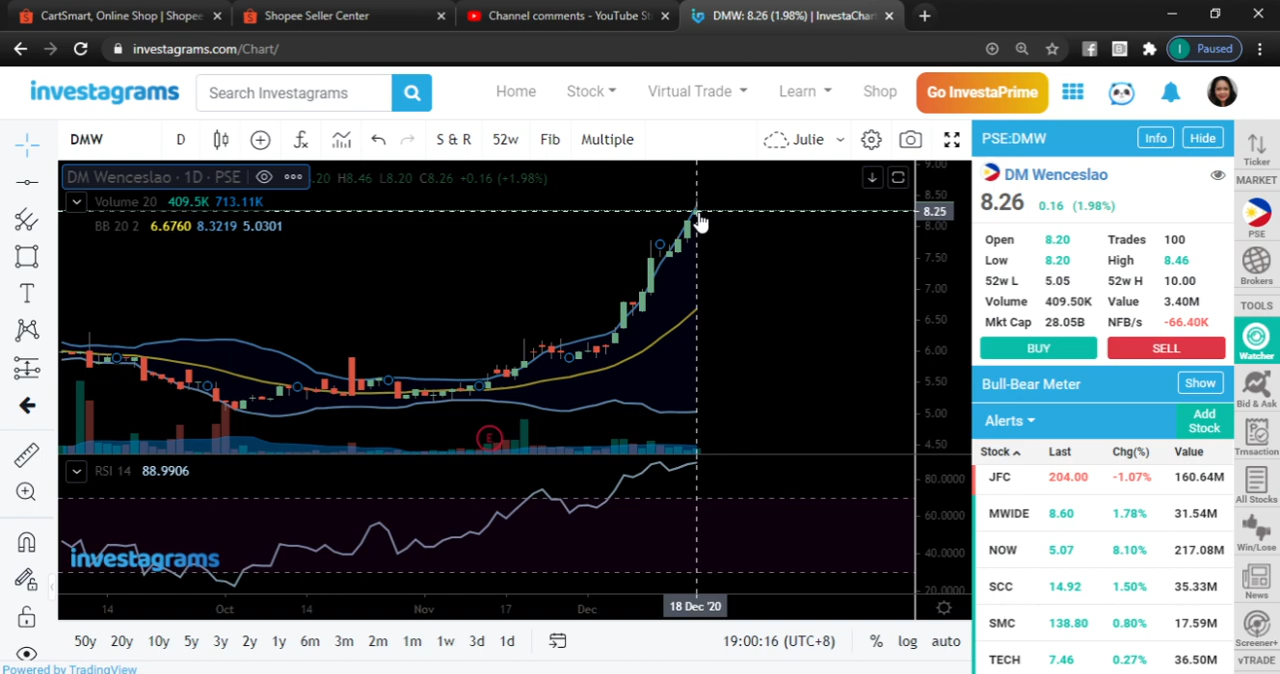 CartSmart, Online Shop | Shopee
Shopee Seller Center
Channel comments - YouTube St
DMW: 8.26 (1.98%) | InvestaChar
investagrams.com/Chart/
I Paused
investagrams
Search Investagrams
Home
Stock
Virtual Trade
Learn
Shop
Go InvestaPrime
DMW
D
S & R
52w
Fib
Multiple
Julie
DM Wenceslao · 1D · PSE
.20 H8.46 L8.20 C8.26 +0.16 (+1.98%)
Volume 20 409.5K 713.11K
BB 20 2 6.6760 8.3219 5.0301
9.00
8.50
8.25
8.00
7.50
7.00
6.50
6.00
5.50
5.00
4.50
E
RSI 14 88.9906
80.0000
60.0000
40.0000
20.0000
investagrams
14
Oct
14
Nov
17
Dec
18 Dec '20
50y 20y 10y 5y 3y 2y 1y 6m 3m 2m 1m 1w 3d 1d
19:00:16 (UTC+8)
% log auto
Powered by TradingView
PSE:DMW
Info
Hide
DM Wenceslao
8.26 0.16 (1.98%)
Open 8.20 Trades 100
Low 8.20 High 8.46
52w L 5.05 52w H 10.00
Volume 409.50K Value 3.40M
Mkt Cap 28.05B NFB/s -66.40K
BUY
SELL
Bull-Bear Meter
Show
Alerts
Add
Stock
Stock Last Chg(%) Value
JFC 204.00 -1.07% 160.64M
MWIDE 8.60 1.78% 31.54M
NOW 5.07 8.10% 217.08M
SCC 14.92 1.50% 35.33M
SMC 138.80 0.80% 17.59M
TECH 7.46 0.27% 36.50M
Ticker
MARKET
PSE
Brokers
TOOLS
Watcher
Bid & Ask
Trnsaction
All Stocks
Win/Lose
News
Screener+
vTRADE